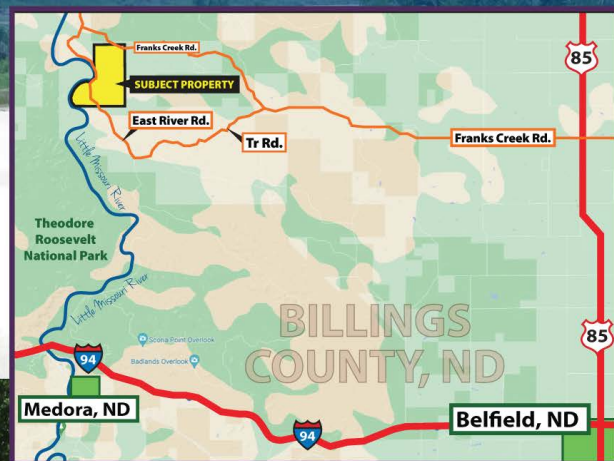 Franks Creek Rd.
85
SUBJECT PROPERTY
East River Rd.
Tr Rd.
Franks Creek Rd.
Little Missouri River
Theodore
Roosevelt
National Park
Little Missouri River
BILLINGS
COUNTY, ND
85
Scoria Point Overlook
Badlands Overlook
94
Medora, ND
94
Belfield, ND